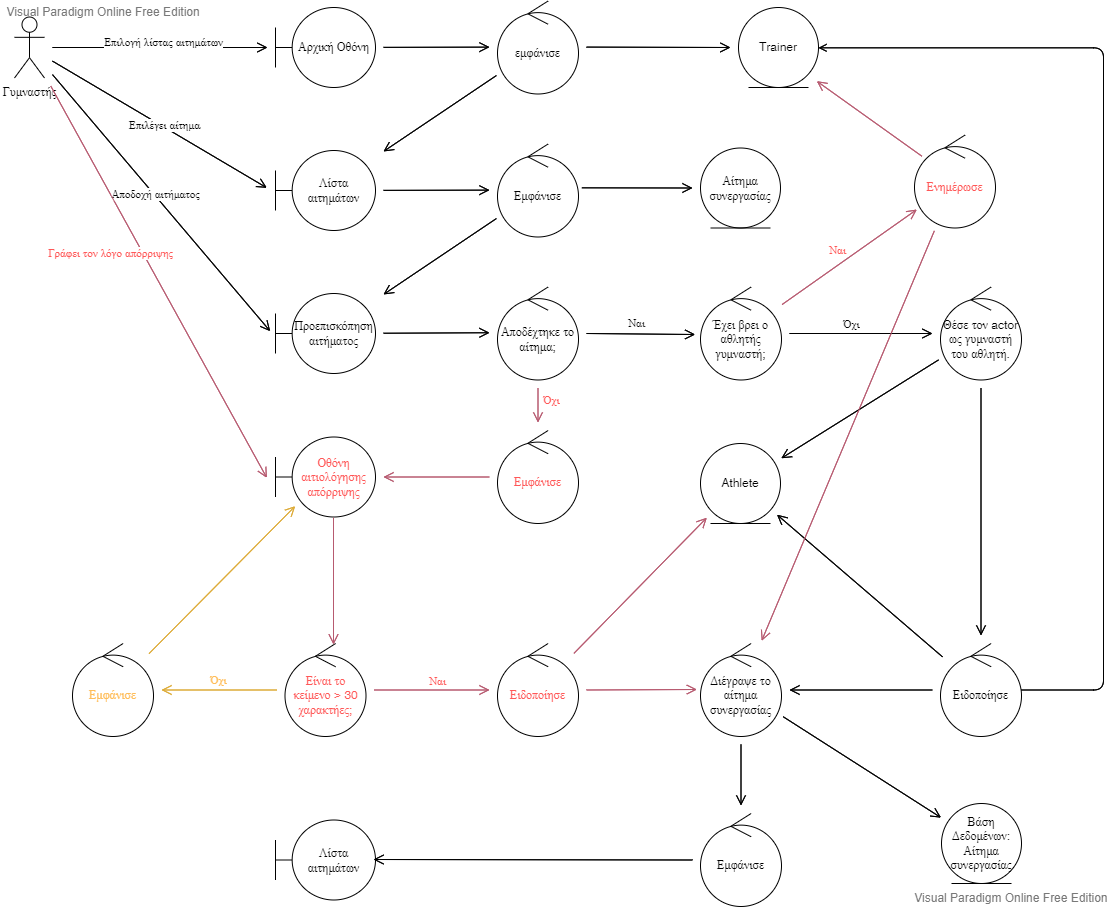 Visual Paradigm Online Free Edition
Γυμναστής
Επιλογή λίστας αιτημάτων
Αρχική Οθόνη
εμφάνισε
Trainer
Επιλέγει αίτημα
Λίστα
αιτημάτων
Εμφάνισε
Αίτημα
συνεργασίας
Ενημέρωσε
Αποδοχή αιτήματος
Γράφει τον λόγο απόρριψης
Ναι
Προεπισκόπηση
αιτήματος
Αποδέχτηκε το
αίτημα;
Ναι
Έχει βρει ο
αθλητής
γυμναστή;
Όχι
Θέσε τον actor
ως γυμναστή
του αθλητή.
Όχι
Οθόνη
αιτιολόγησης
απόρριψης
Εμφάνισε
Athlete
Εμφάνισε
Όχι
Είναι το
κείμενο > 30
χαρακτήες;
Ναι
Ειδοποίησε
Διέγραψε το
αίτημα
συνεργασίας
Ειδοποίησε
Λίστα
αιτημάτων
Εμφάνισε
Βάση
Δεδομένων:
Αίτημα
συνεργασίας
Visual Paradigm Online Free Edition